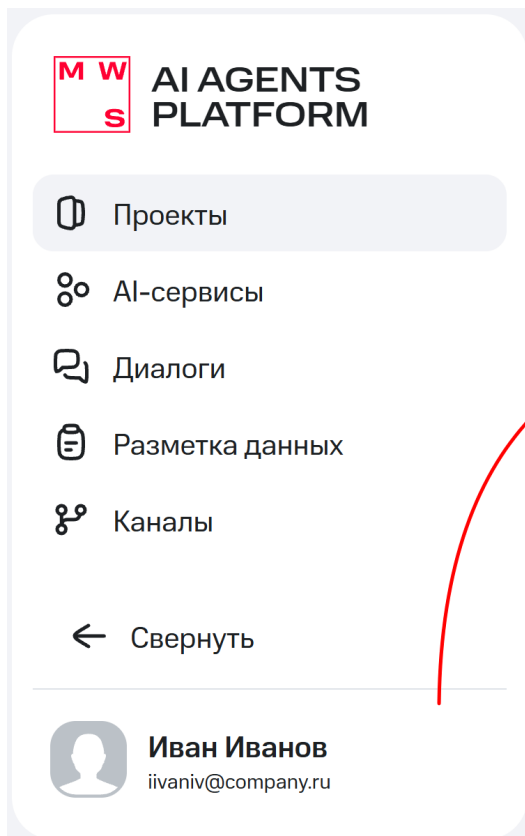 M W
S
AI AGENTS
PLATFORM
Проекты
AI-сервисы
Диалоги
Разметка данных
Каналы
Свернуть
Иван Иванов
iivaniv@company.ru